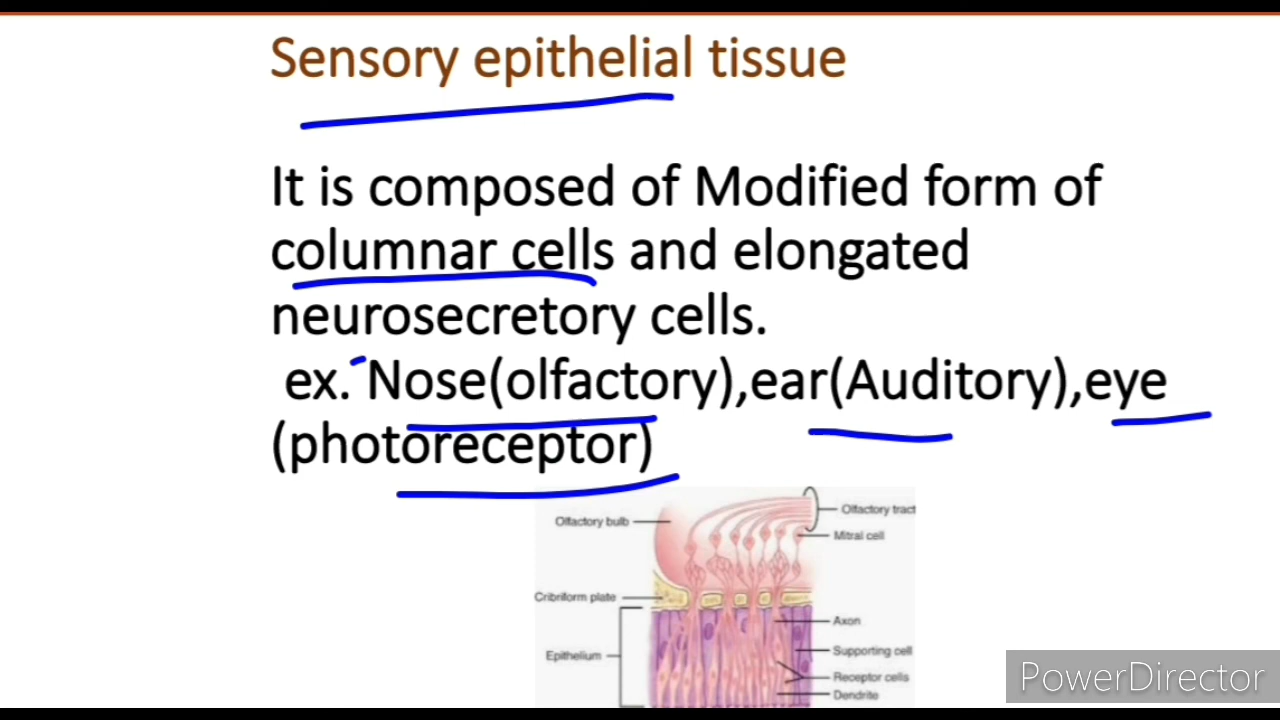 Sensory epithelial tissue
It is composed of Modified form of
columnar cells and elongated
neurosecretory cells.
ex. Nose(olfactory),ear(Auditory),eye
(photoreceptor)
Olfactory bulb
Olfactory tract
Mitral cell
Cribriform plate
Axon
Epithelium
Supporting cell
Receptor cells
Dendrite
PowerDirector